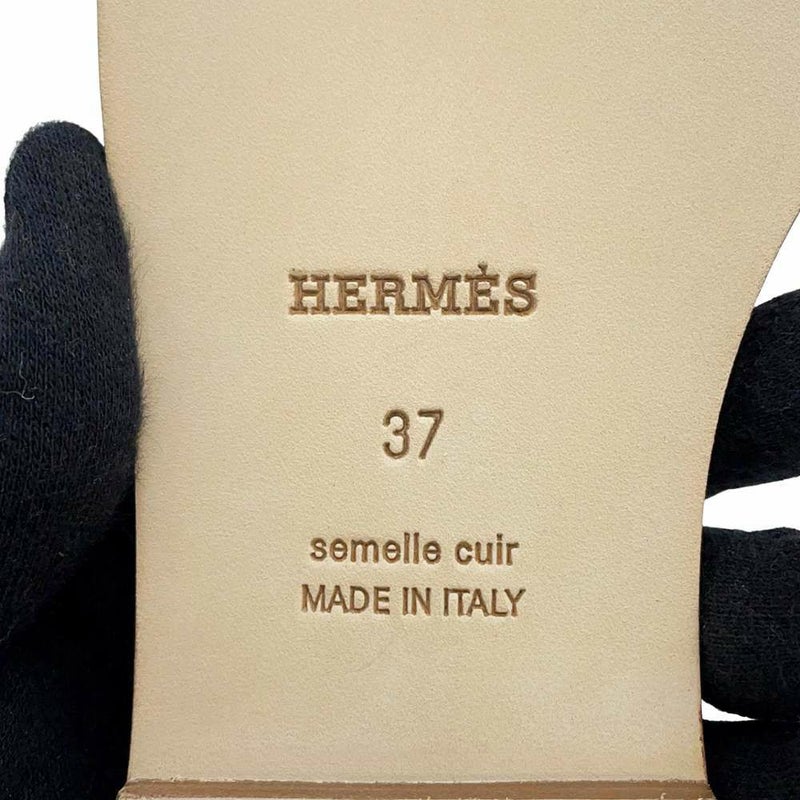 HERMÈS
37
semelle cuir
MADE IN ITALY